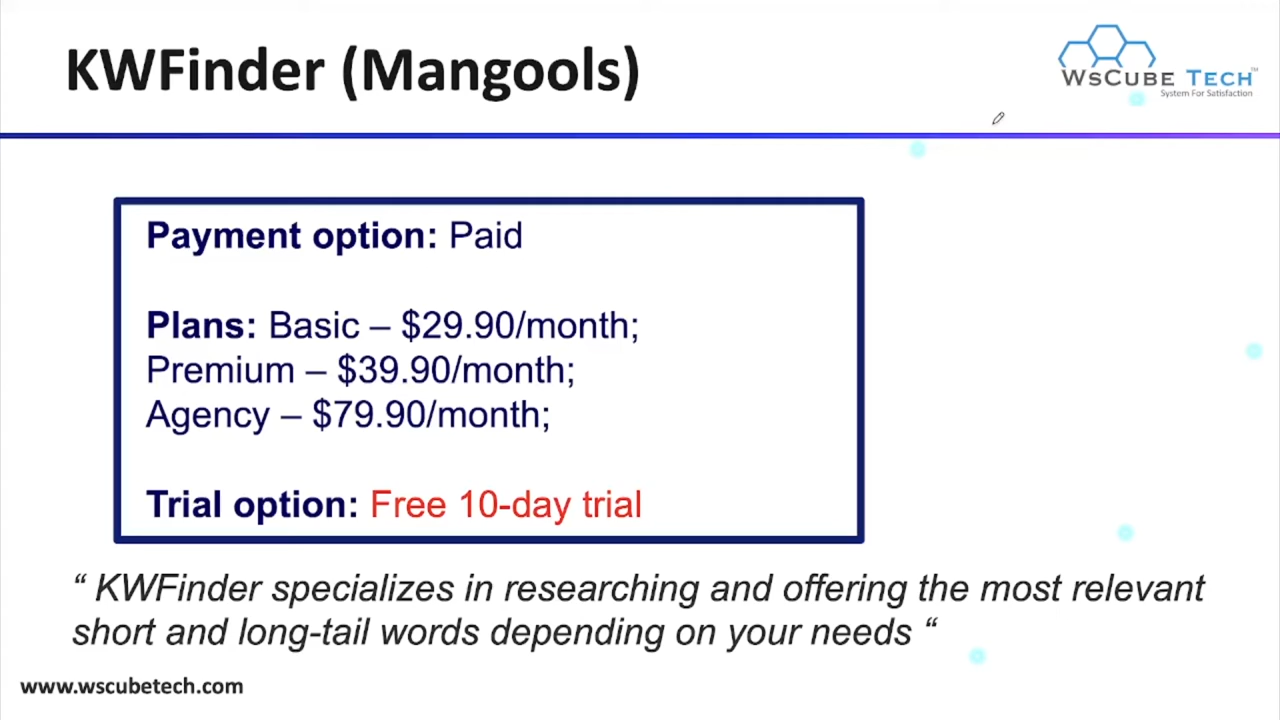 KWFinder (Mangools)
WsCube Tech™
System For Satisfaction
Payment option: Paid
Plans: Basic – $29.90/month;
Premium – $39.90/month;
Agency – $79.90/month;
Trial option: Free 10-day trial
“ KWFinder specializes in researching and offering the most relevant
short and long-tail words depending on your needs “
www.wscubetech.com